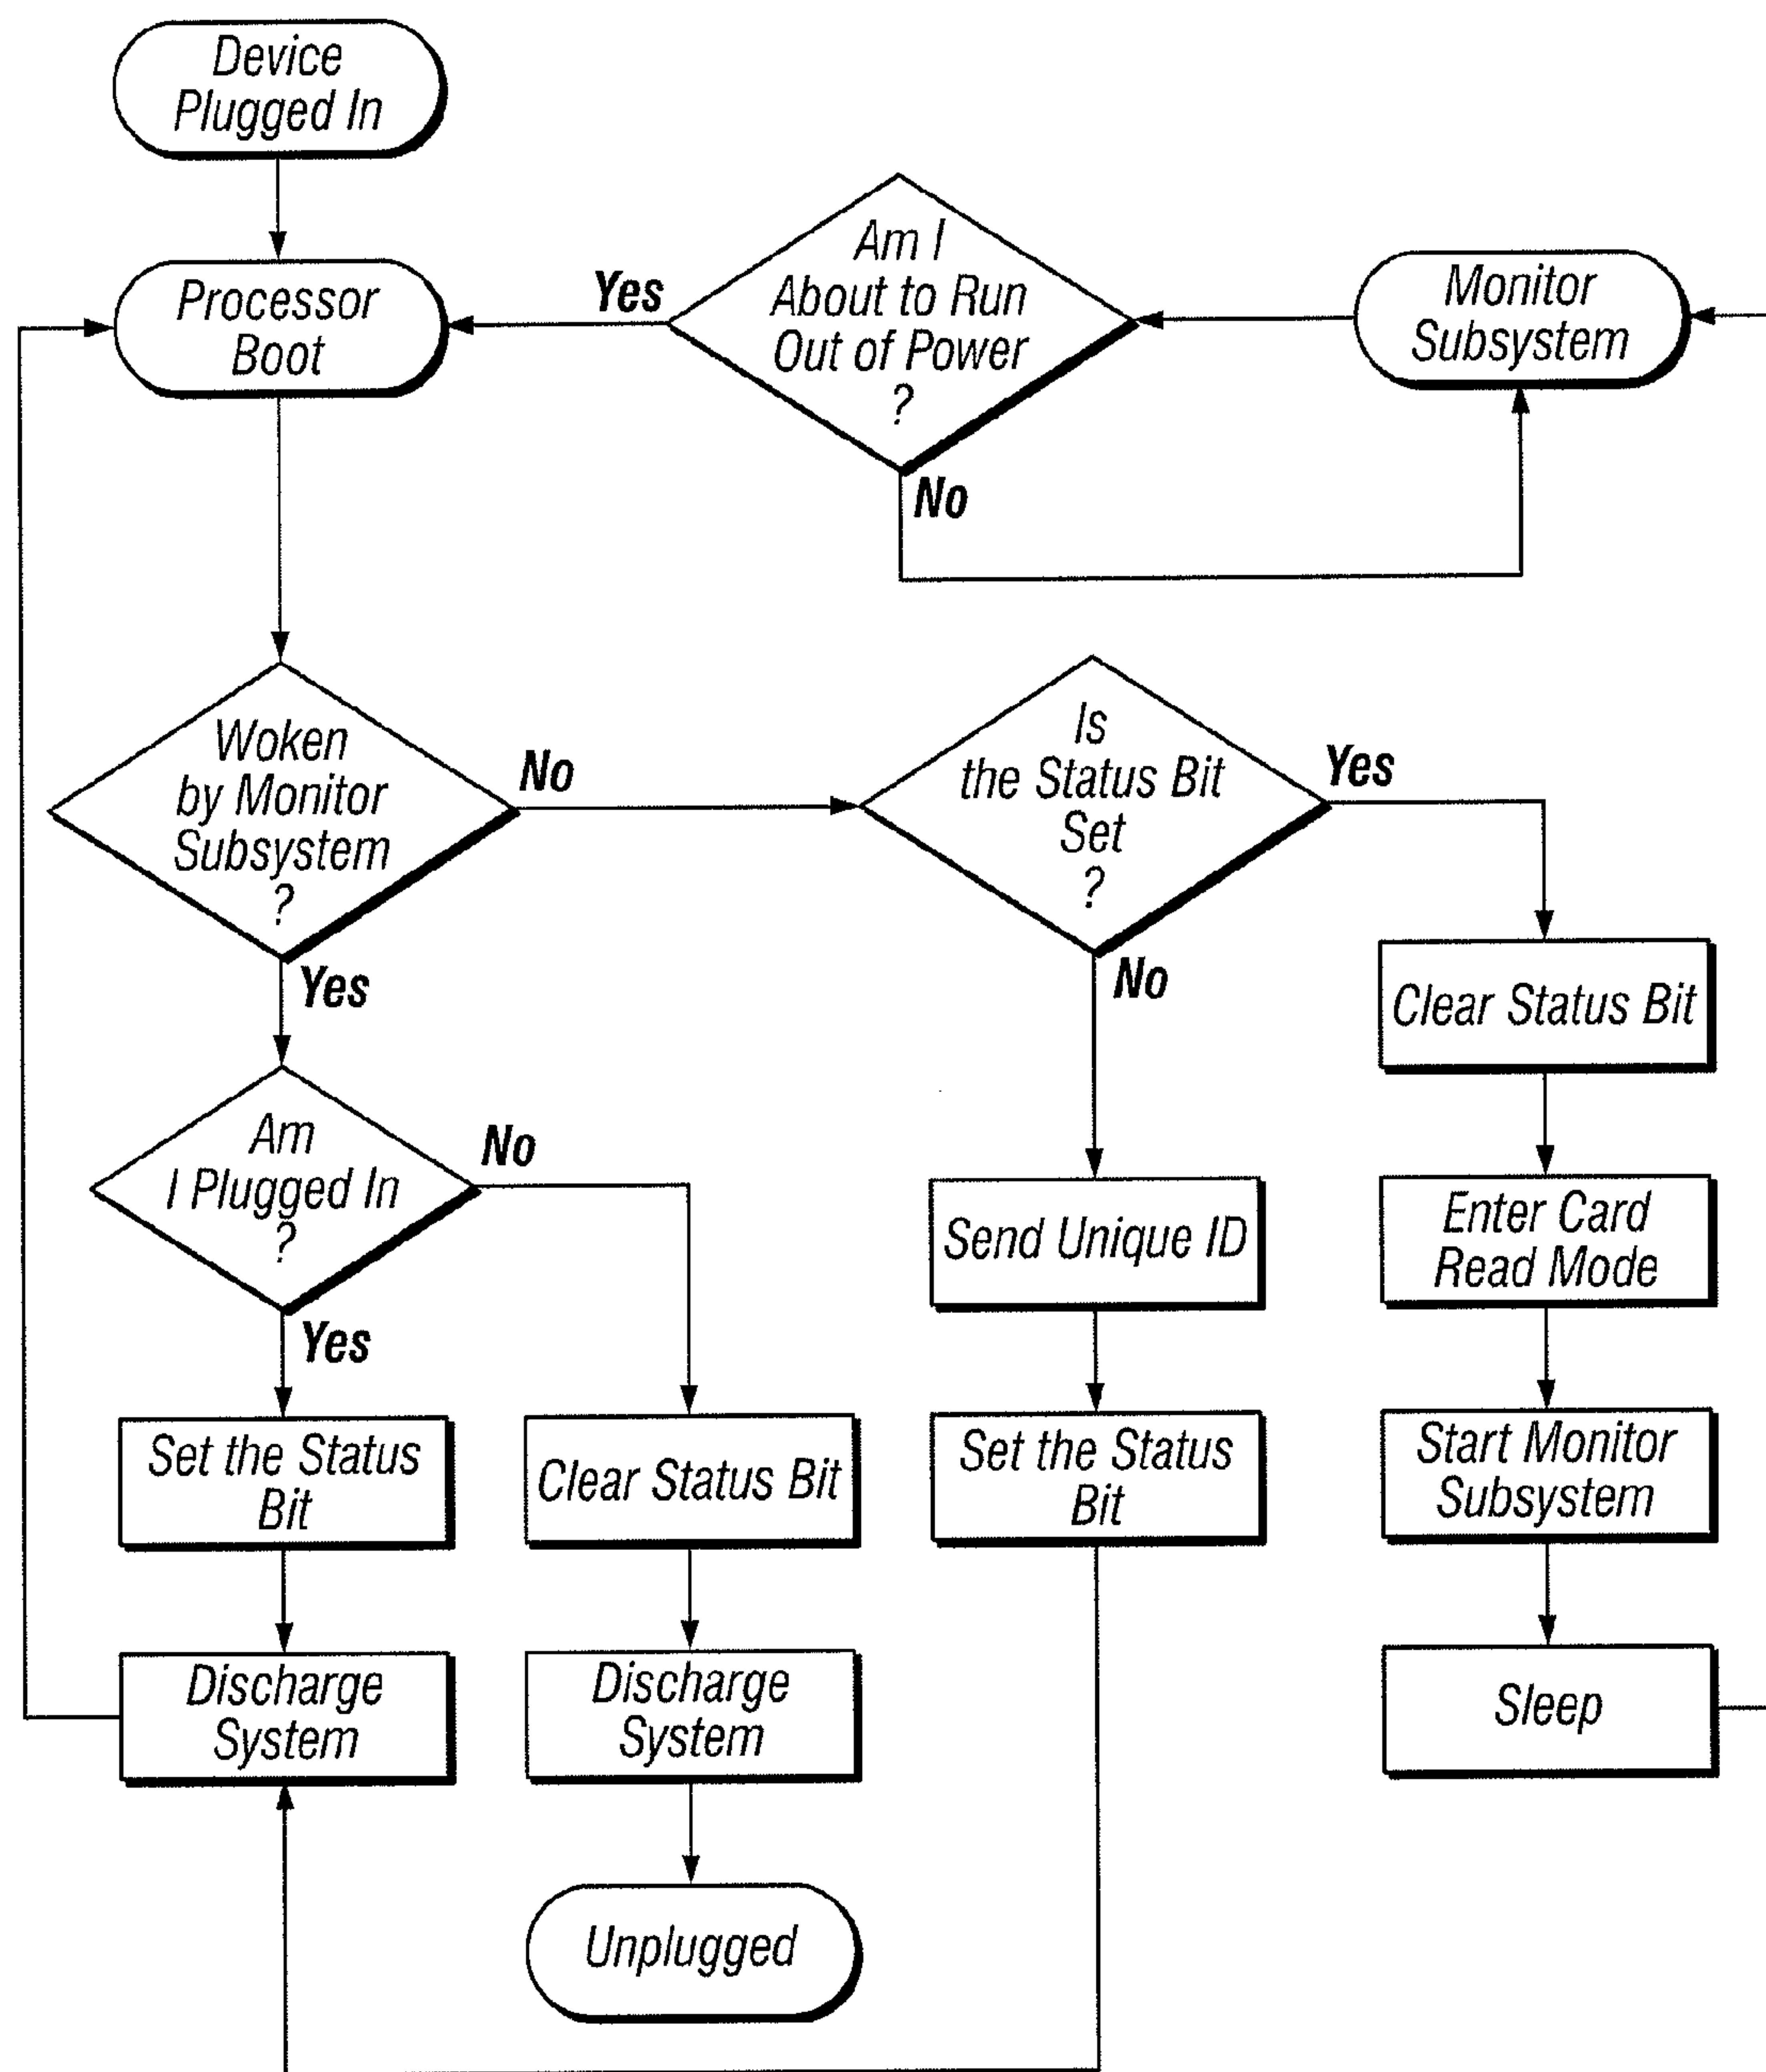 Device
Plugged In
Am I
About to Run
Out of Power
?
Yes
No
Monitor
Subsystem
Processor
Boot
Woken
by Monitor
Subsystem
?
No
Yes
Is
the Status Bit
Set
?
Yes
No
Clear Status Bit
Am
I Plugged In
?
No
Yes
Send Unique ID
Enter Card
Read Mode
Set the Status
Bit
Clear Status Bit
Set the Status
Bit
Start Monitor
Subsystem
Discharge
System
Discharge
System
Sleep
Unplugged